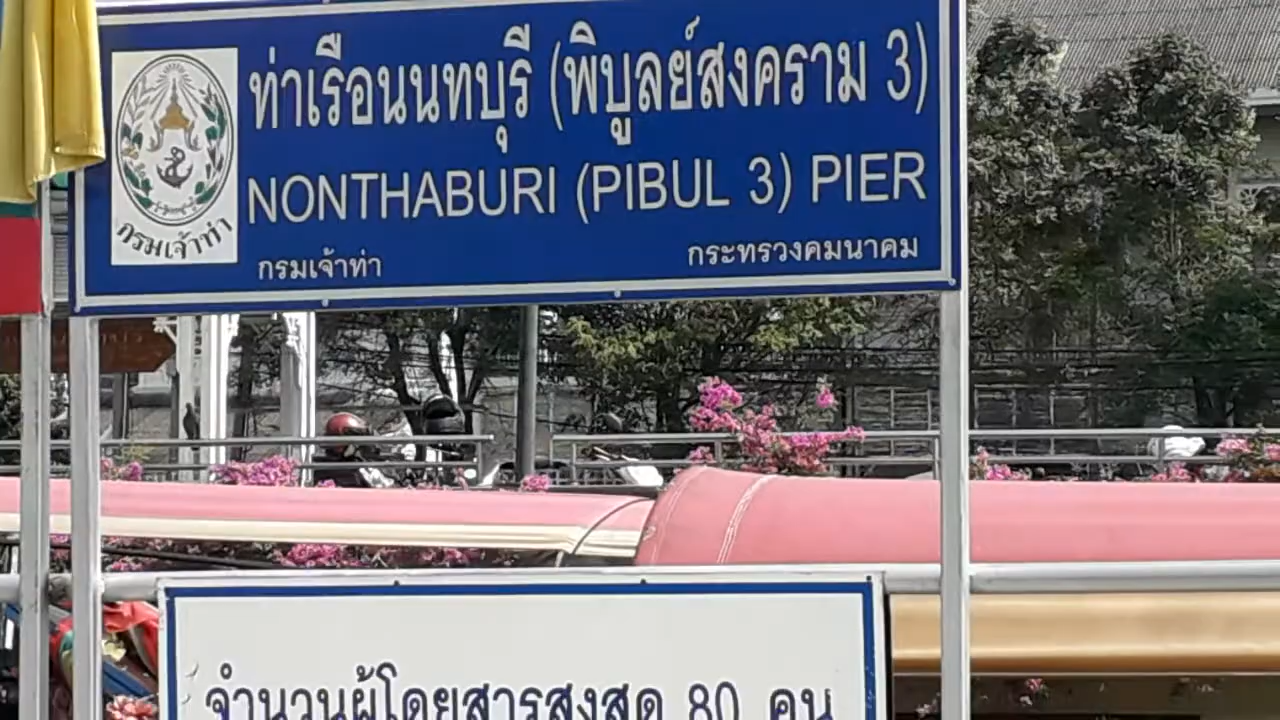 ท่าเรือนนทบุรี (พิบูลย์สงคราม 3)
NONTHABURI (PIBUL 3) PIER
กรมเจ้าท่า
กรมเจ้าท่า
กระทรวงคมนาคม
จำนวนผู้โดยสารสูงสุด 80 คน